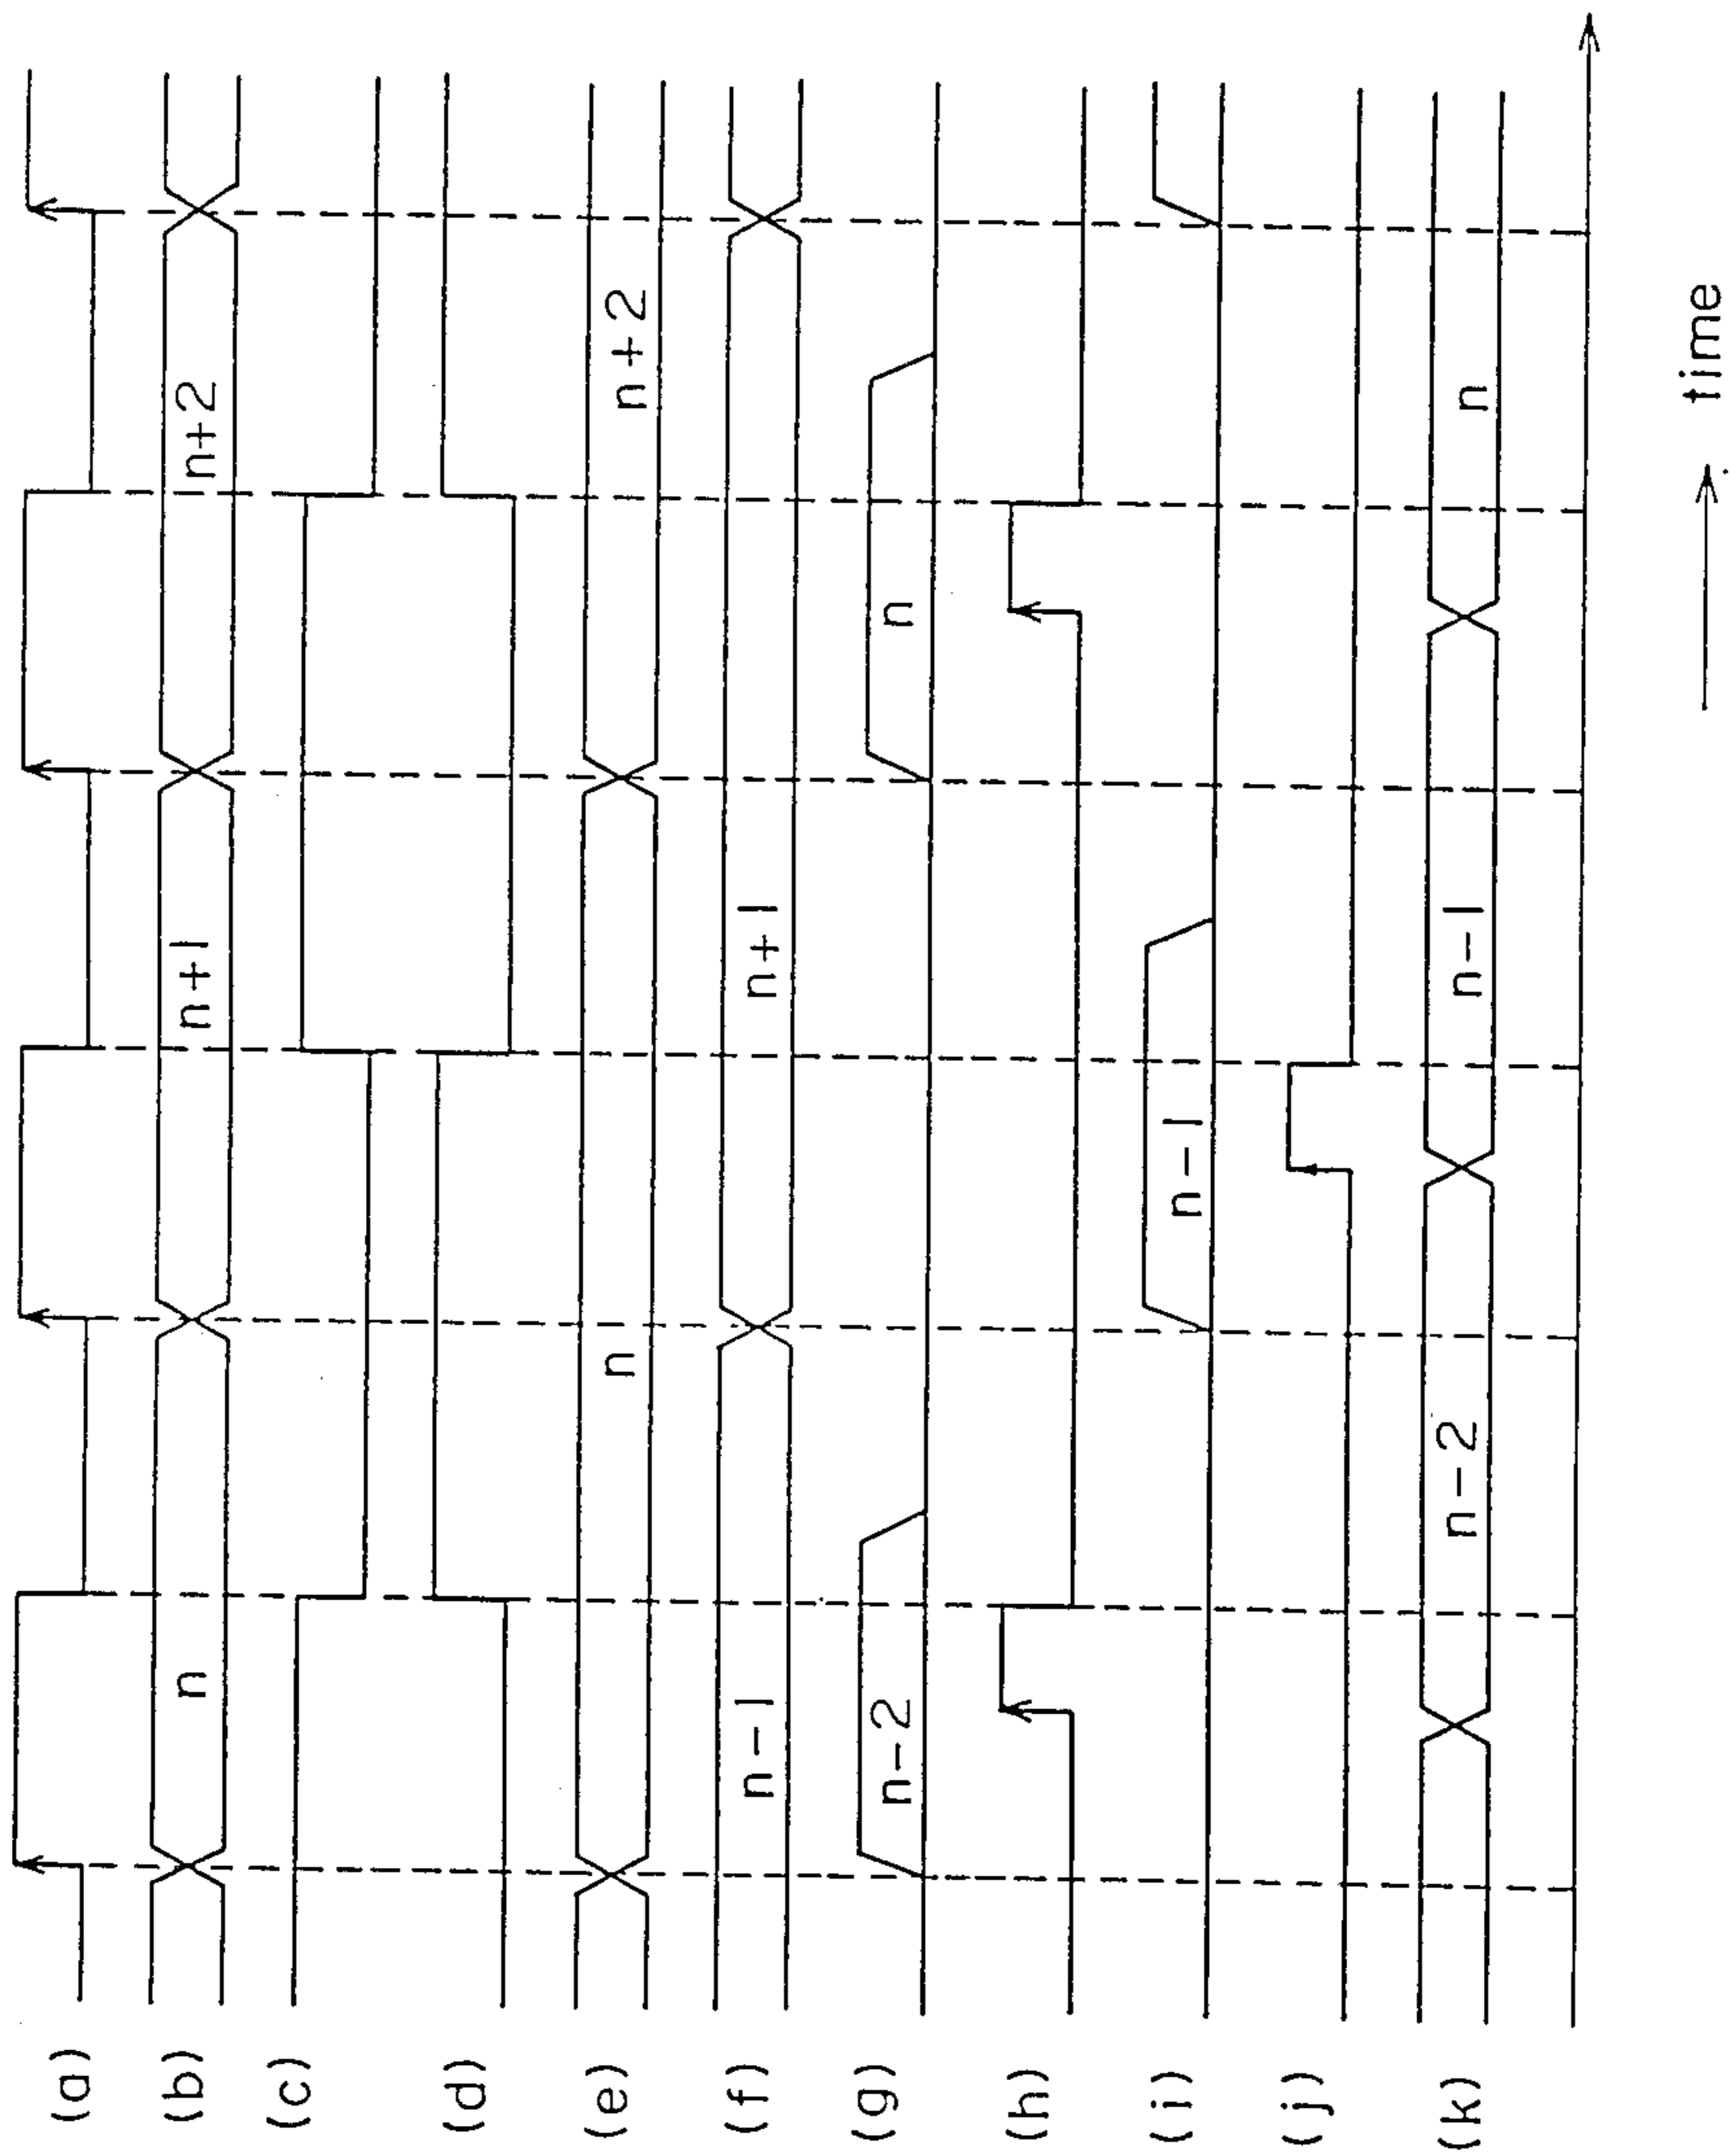 (a)
(b) n n+1 n+2
(c)
(d)
(e) n n+2
(f) n-1 n+1
(g) n-2 n
(h)
(i) n-1
(j)
(k) n-2 n-1 n
time